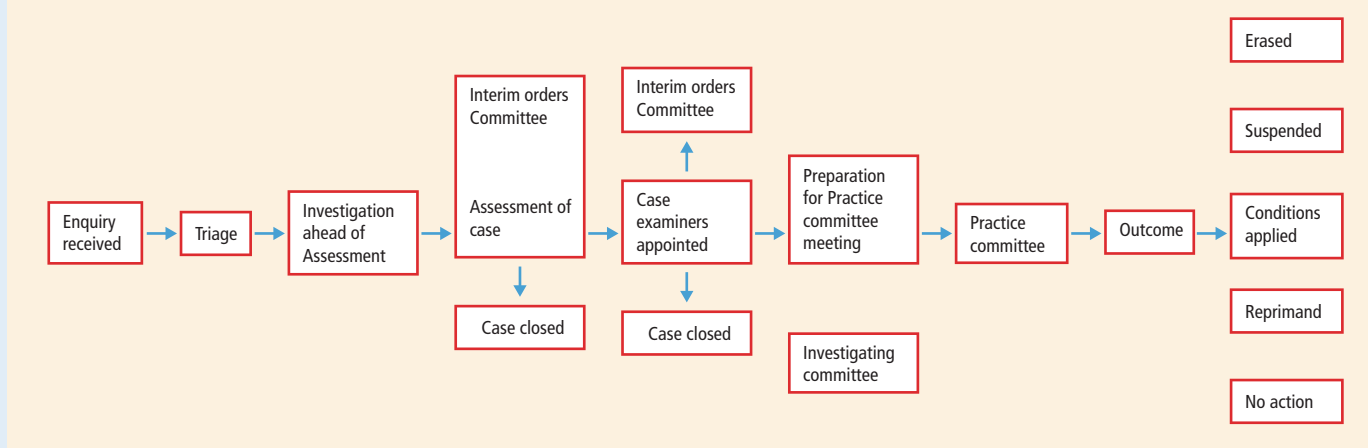 Enquiry
received
Triage
Investigation
ahead of
Assessment
Interim orders
Committee
Assessment of
case
Case closed
Interim orders
Committee
Case
examiners
appointed
Case closed
Preparation
for Practice
committee
meeting
Investigating
committee
Practice
committee
Outcome
Erased
Suspended
Conditions
applied
Reprimand
No action